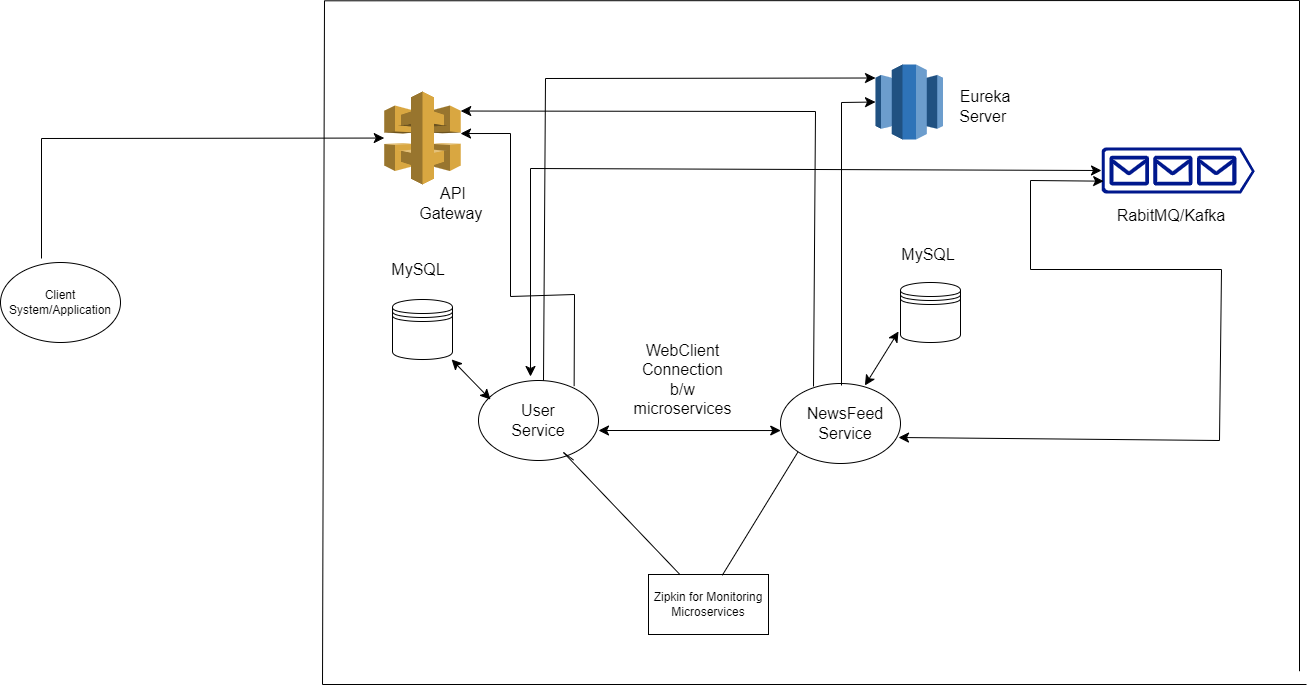 Eureka
Server
API
Gateway
RabitMQ/Kafka
MySQL
MySQL
Client
System/Application
WebClient
Connection
b/w
microservices
User
Service
NewsFeed
Service
Zipkin for Monitoring
Microservices